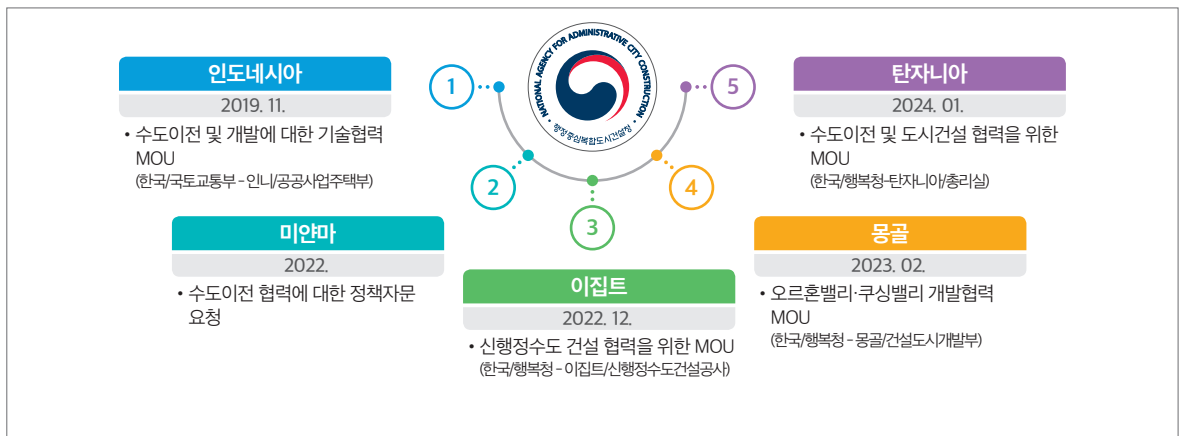 NATIONAL AGENCY FOR ADMINISTRATIVE CITY CONSTRUCTION
행정중심복합도시건설청
1
인도네시아
2019. 11.
• 수도이전 및 개발에 대한 기술협력
MOU
(한국/국토교통부 – 인니/공공사업주택부)
2
미얀마
2022.
• 수도이전 협력에 대한 정책자문
요청
3
이집트
2022. 12.
• 신행정수도 건설 협력을 위한 MOU
(한국/행복청 – 이집트/신행정수도건설공사)
4
몽골
2023. 02.
• 오르혼밸리·쿠싱밸리 개발협력
MOU
(한국/행복청 – 몽골/건설도시개발부)
5
탄자니아
2024. 01.
• 수도이전 및 도시건설 협력을 위한
MOU
(한국/행복청-탄자니아/총리실)